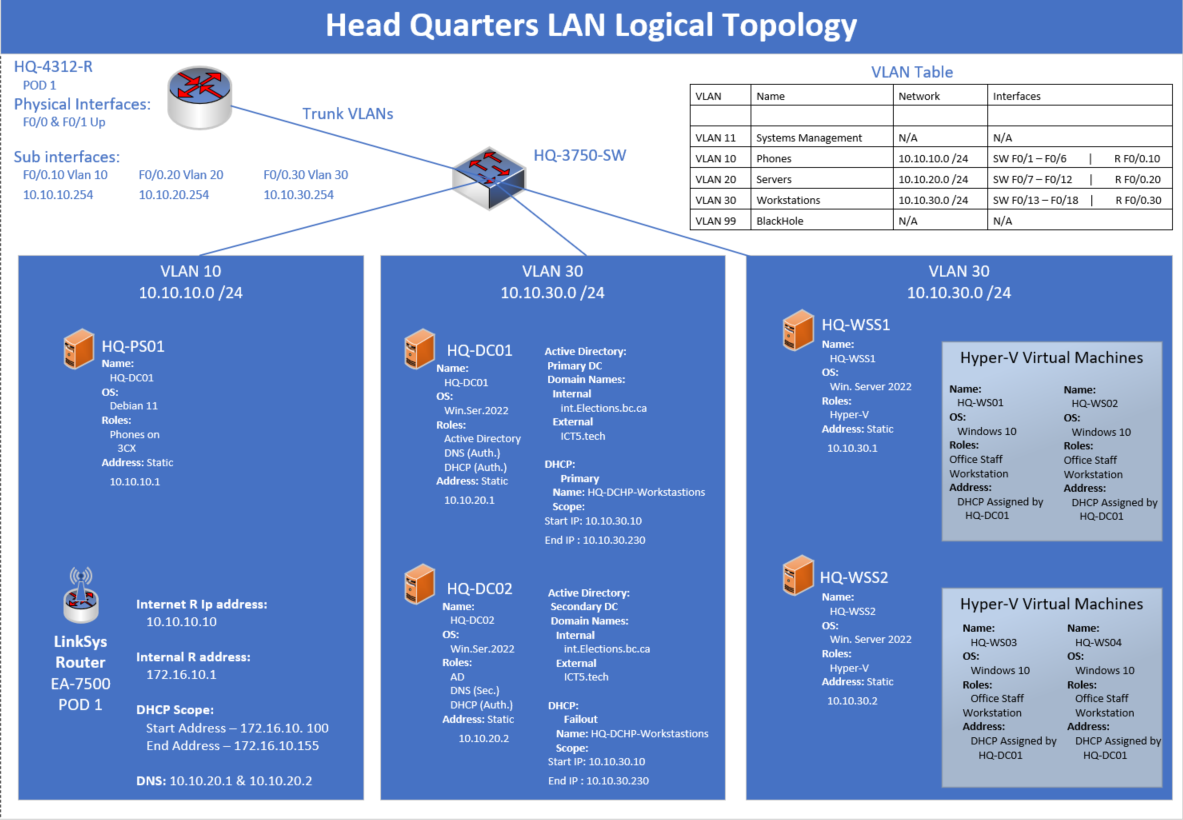 Head Quarters LAN Logical Topology
HQ-4312-R
POD 1
Physical Interfaces:
F0/0 & F0/1 Up
Sub interfaces:
F0/0.10 Vlan 10
F0/0.20 Vlan 20
F0/0.30 Vlan 30
10.10.10.254
10.10.20.254
10.10.30.254
Trunk VLANs
HQ-3750-SW
VLAN Table
VLAN Name Network Interfaces
VLAN 11 Systems Management N/A N/A
VLAN 10 Phones 10.10.10.0 /24 SW F0/1 – F0/6 | R F0/0.10
VLAN 20 Servers 10.10.20.0 /24 SW F0/7 – F0/12 | R F0/0.20
VLAN 30 Workstations 10.10.30.0 /24 SW F0/13 – F0/18 | R F0/0.30
VLAN 99 BlackHole N/A N/A
VLAN 10
10.10.10.0 /24
HQ-PS01
Name:
HQ-DC01
OS:
Debian 11
Roles:
Phones on
3CX
Address: Static
10.10.10.1
LinkSys
Router
EA-7500
POD 1
Internet R Ip address:
10.10.10.10
Internal R address:
172.16.10.1
DHCP Scope:
Start Address – 172.16.10. 100
End Address – 172.16.10.155
DNS: 10.10.20.1 & 10.10.20.2
VLAN 30
10.10.30.0 /24
HQ-DC01
Name:
HQ-DC01
OS:
Win.Ser.2022
Roles:
Active Directory
DNS (Auth.)
DHCP (Auth.)
Address: Static
10.10.20.1
Active Directory:
Primary DC
Domain Names:
Internal
int.Elections.bc.ca
External
ICT5.tech
DHCP:
Primary
Name: HQ-DCHP-Workstastions
Scope:
Start IP: 10.10.30.10
End IP : 10.10.30.230
HQ-DC02
Name:
HQ-DC02
OS:
Win.Ser.2022
Roles:
AD
DNS (Sec.)
DHCP (Auth.)
Address: Static
10.10.20.2
Active Directory:
Secondary DC
Domain Names:
Internal
int.Elections.bc.ca
External
ICT5.tech
DHCP:
Failout
Name: HQ-DCHP-Workstastions
Scope:
Start IP: 10.10.30.10
End IP : 10.10.30.230
VLAN 30
10.10.30.0 /24
HQ-WSS1
Name:
HQ-WSS1
OS:
Win. Server 2022
Roles:
Hyper-V
Address: Static
10.10.30.1
Hyper-V Virtual Machines
Name:
HQ-WS01
OS:
Windows 10
Roles:
Office Staff
Workstation
Address:
DHCP Assigned by
HQ-DC01
Name:
HQ-WS02
OS:
Windows 10
Roles:
Office Staff
Workstation
Address:
DHCP Assigned by
HQ-DC01
HQ-WSS2
Name:
HQ-WSS2
OS:
Win. Server 2022
Roles:
Hyper-V
Address: Static
10.10.30.2
Hyper-V Virtual Machines
Name:
HQ-WS03
OS:
Windows 10
Roles:
Office Staff
Workstation
Address:
DHCP Assigned by
HQ-DC01
Name:
HQ-WS04
OS:
Windows 10
Roles:
Office Staff
Workstation
Address:
DHCP Assigned by
HQ-DC01